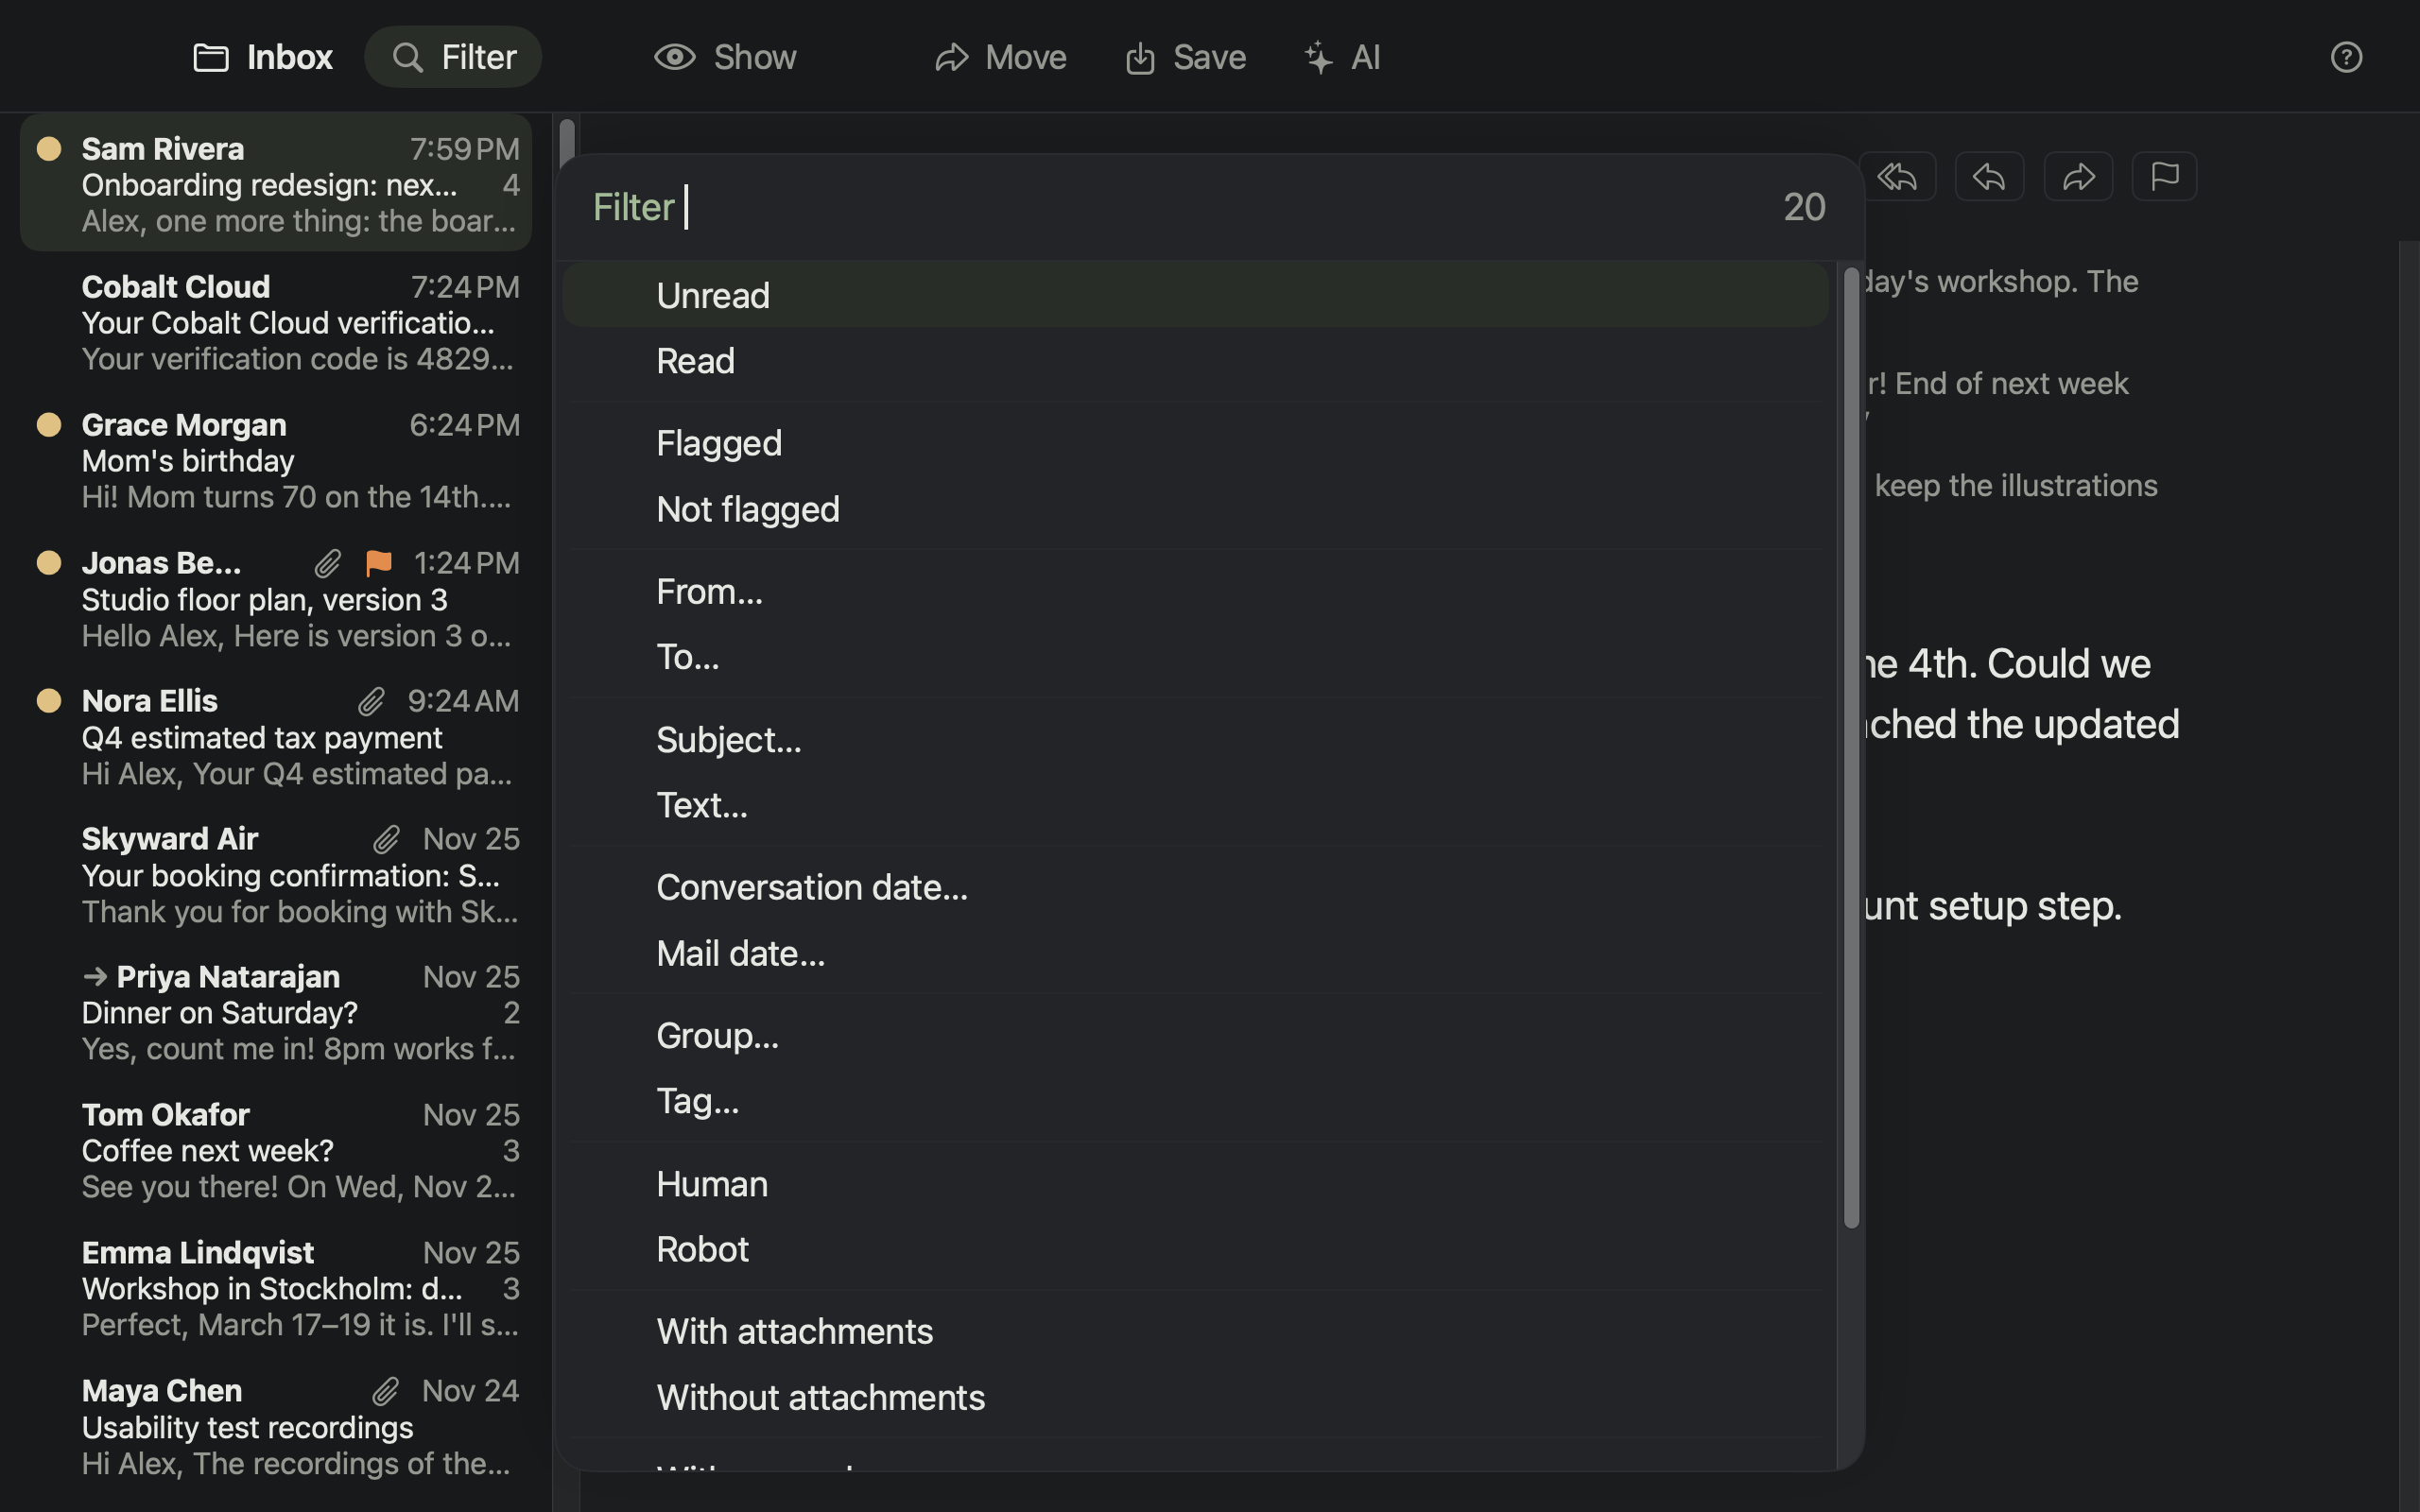 Inbox
Filter
Show
Move
Save
AI
Sam Rivera 7:59 PM
Onboarding redesign: nex... 4
Alex, one more thing: the boar...
Cobalt Cloud 7:24 PM
Your Cobalt Cloud verificatio...
Your verification code is 4829...
Grace Morgan 6:24 PM
Mom's birthday
Hi! Mom turns 70 on the 14th....
Jonas Be... 1:24 PM
Studio floor plan, version 3
Hello Alex, Here is version 3 o...
Nora Ellis 9:24 AM
Q4 estimated tax payment
Hi Alex, Your Q4 estimated pa...
Skyward Air Nov 25
Your booking confirmation: S...
Thank you for booking with Sk...
→ Priya Natarajan Nov 25
Dinner on Saturday? 2
Yes, count me in! 8pm works f...
Tom Okafor Nov 25
Coffee next week? 3
See you there! On Wed, Nov 2...
Emma Lindqvist Nov 25
Workshop in Stockholm: d... 3
Perfect, March 17–19 it is. I'll s...
Maya Chen Nov 24
Usability test recordings
Hi Alex, The recordings of the...
Filter 20
Unread
Read
Flagged
Not flagged
From...
To...
Subject...
Text...
Conversation date...
Mail date...
Group...
Tag...
Human
Robot
With attachments
Without attachments
day's workshop. The
r! End of next week
keep the illustrations
4th. Could we
ched the updated
unt setup step.